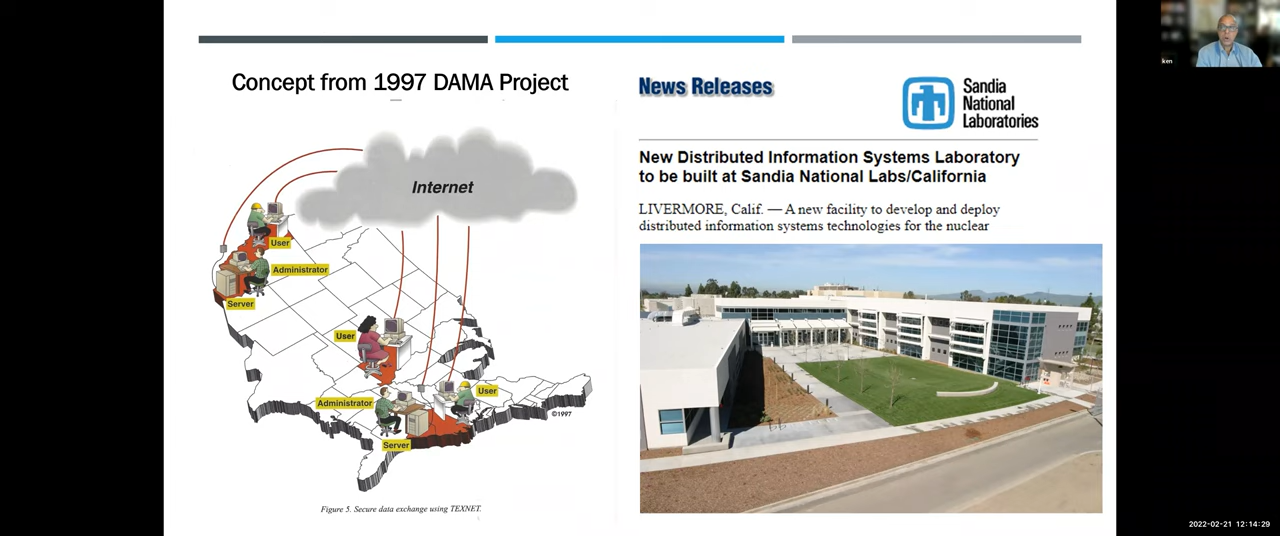 Concept from 1997 DAMA Project
Internet
User
Administrator
Server
User
Administrator
User
Server
©1997
Figure 5. Secure data exchange using TEXNET.
News Releases
Sandia
National
Laboratories
New Distributed Information Systems Laboratory
to be built at Sandia National Labs/California
LIVERMORE, Calif. — A new facility to develop and deploy
distributed information systems technologies for the nuclear
ken
2022-02-21 12:14:29